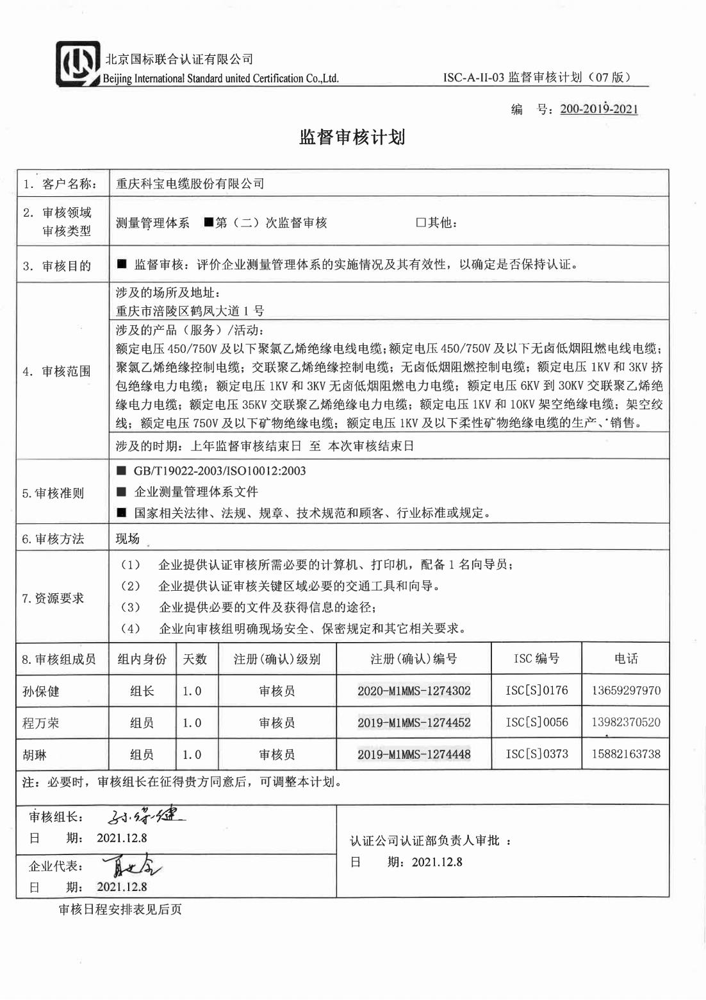 北京国标联合认证有限公司
Beijing International Standard united Certification Co.,Ltd.
ISC-A-II-03 监督审核计划（07 版）
编 号：200-2019-2021
监督审核计划
1. 客户名称： 重庆科宝电缆股份有限公司
2. 审核领域
审核类型
测量管理体系 ■第（二）次监督审核 □其他：
3. 审核目的 ■ 监督审核：评价企业测量管理体系的实施情况及其有效性，以确定是否保持认证。
4. 审核范围
涉及的场所及地址：
重庆市涪陵区鹤凤大道 1 号
涉及的产品（服务）/活动：
额定电压 450/750V 及以下聚氯乙烯绝缘电线电缆;额定电压 450/750V 及以下无卤低烟阻燃电线电缆;
聚氯乙烯绝缘控制电缆；交联聚乙烯绝缘控制电缆；无卤低烟阻燃控制电缆；额定电压 1KV 和 3KV 挤
包绝缘电力电缆；额定电压 1KV 和 3KV 无卤低烟阻燃电力电缆；额定电压 6KV 到 30KV 交联聚乙烯绝
缘电力电缆；额定电压 35KV 交联聚乙烯绝缘电力电缆；额定电压 1KV 和 10KV 架空绝缘电缆；架空绞
线；额定电压 750V 及以下矿物绝缘电缆；额定电压 1KV 及以下柔性矿物绝缘电缆的生产、销售。
涉及的时期：上年监督审核结束日 至 本次审核结束日
5.审核准则
■ GB/T19022-2003/ISO10012:2003
■ 企业测量管理体系文件
■ 国家相关法律、法规、规章、技术规范和顾客、行业标准或规定。
6.审核方法 现场
7.资源要求
（1） 企业提供认证审核所需必要的计算机、打印机，配备 1 名向导员；
（2） 企业提供认证审核关键区域必要的交通工具和向导。
（3） 企业提供必要的文件及获得信息的途径；
（4） 企业向审核组明确现场安全、保密规定和其它相关要求。
8.审核组成员 组内身份 天数 注册(确认)级别 注册(确认)编号 ISC 编号 电话
孙保健 组长 1.0 审核员 2020-M1MMS-1274302 ISC[S]0176 13659297970
程万荣 组员 1.0 审核员 2019-M1MMS-1274452 ISC[S]0056 13982370520
胡琳 组员 1.0 审核员 2019-M1MMS-1274448 ISC[S]0373 15882163738
注：必要时，审核组长在征得贵方同意后，可调整本计划。
审核组长： 孙保健
日 期： 2021.12.8
企业代表：
日 期： 2021.12.8
认证公司认证部负责人审批 ：
日 期：2021.12.8
审核日程安排表见后页